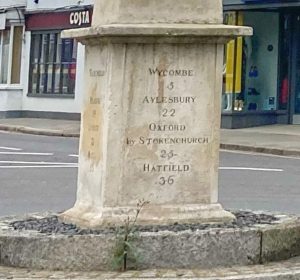 COSTA
WYCOMBE
5
AYLESBURY
22
OXFORD
by STOKENCHURCH
25
HATFIELD
36